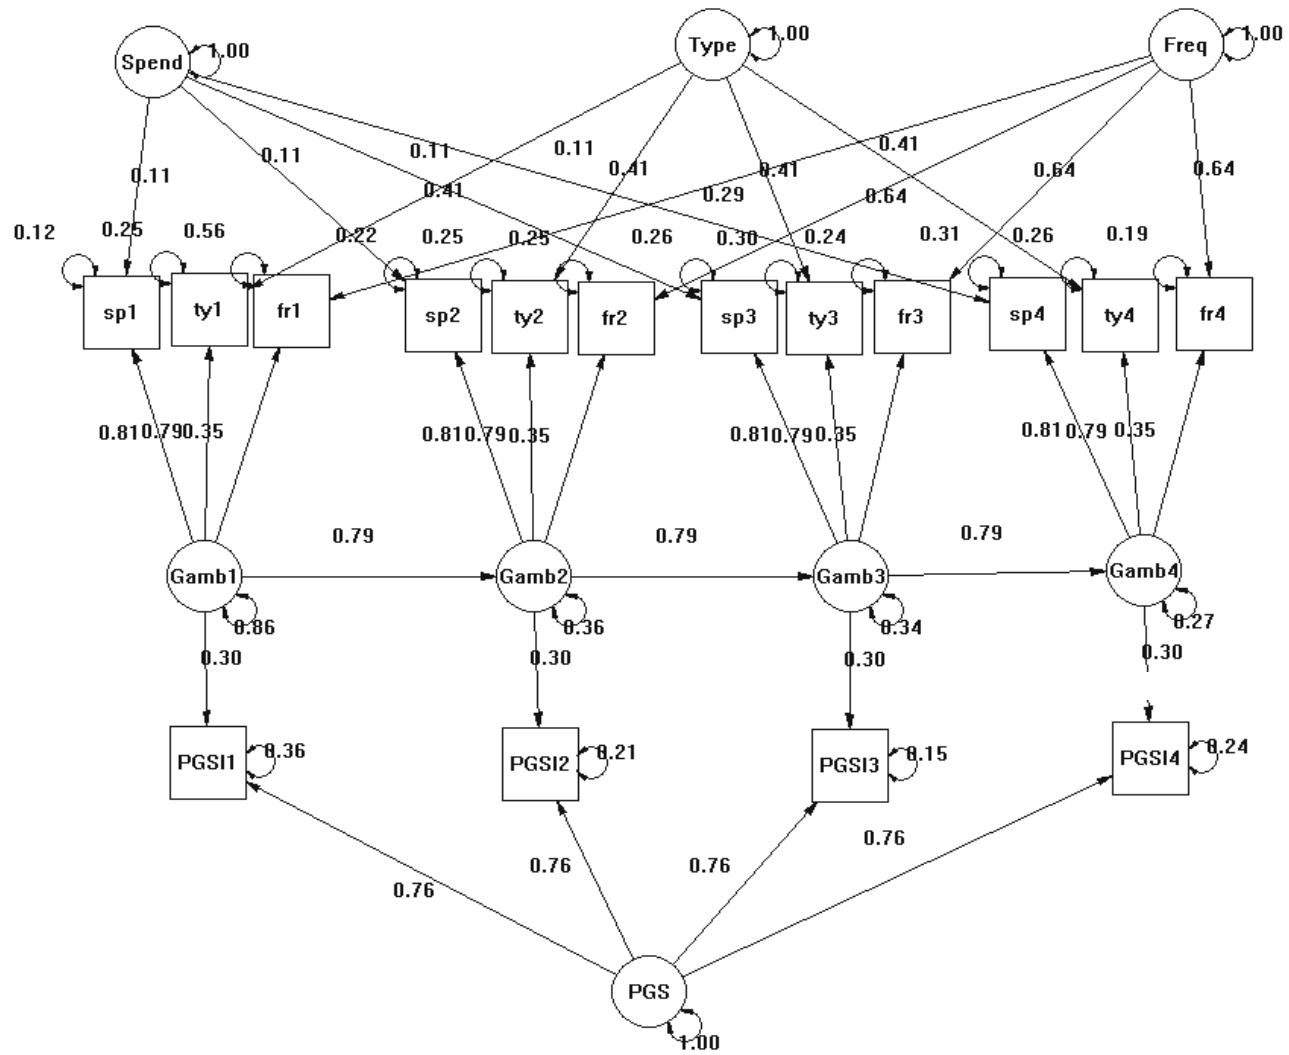 Spend 1.00 Type 1.00 Freq 1.00
0.11 0.11 0.11 0.11 0.41 0.41 0.41 0.64 0.64
0.41 0.29 0.64
0.12 0.25 0.56 0.22 0.25 0.25 0.26 0.30 0.24 0.31 0.26 0.19
sp1 ty1 fr1 sp2 ty2 fr2 sp3 ty3 fr3 sp4 ty4 fr4
0.81 0.79 0.35 0.81 0.79 0.35 0.81 0.79 0.35 0.81 0.79 0.35
0.79 0.79 0.79
Gamb1 Gamb2 Gamb3 Gamb4
0.86 0.36 0.34 0.27
0.30 0.30 0.30 0.30
PGSI1 0.36 PGSI2 0.21 PGSI3 0.15 PGSI4 0.24
0.76 0.76 0.76 0.76
PGS
1.00